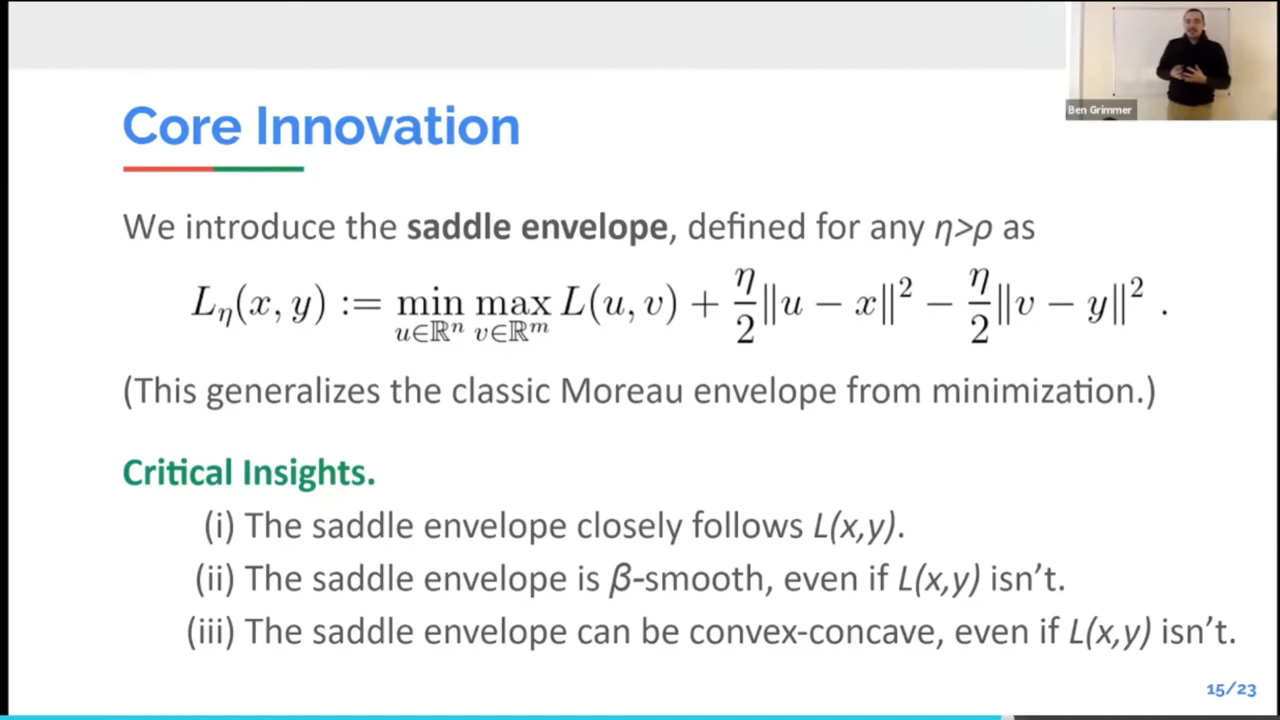 Ben Grimmer
Core Innovation
We introduce the saddle envelope, defined for any η>ρ as
L_η(x, y) := min_{u∈ℝⁿ} max_{v∈ℝᵐ} L(u, v) + η/2 ‖u − x‖² − η/2 ‖v − y‖² .
(This generalizes the classic Moreau envelope from minimization.)
Critical Insights.
(i) The saddle envelope closely follows L(x,y).
(ii) The saddle envelope is β-smooth, even if L(x,y) isn’t.
(iii) The saddle envelope can be convex-concave, even if L(x,y) isn’t.
15/23